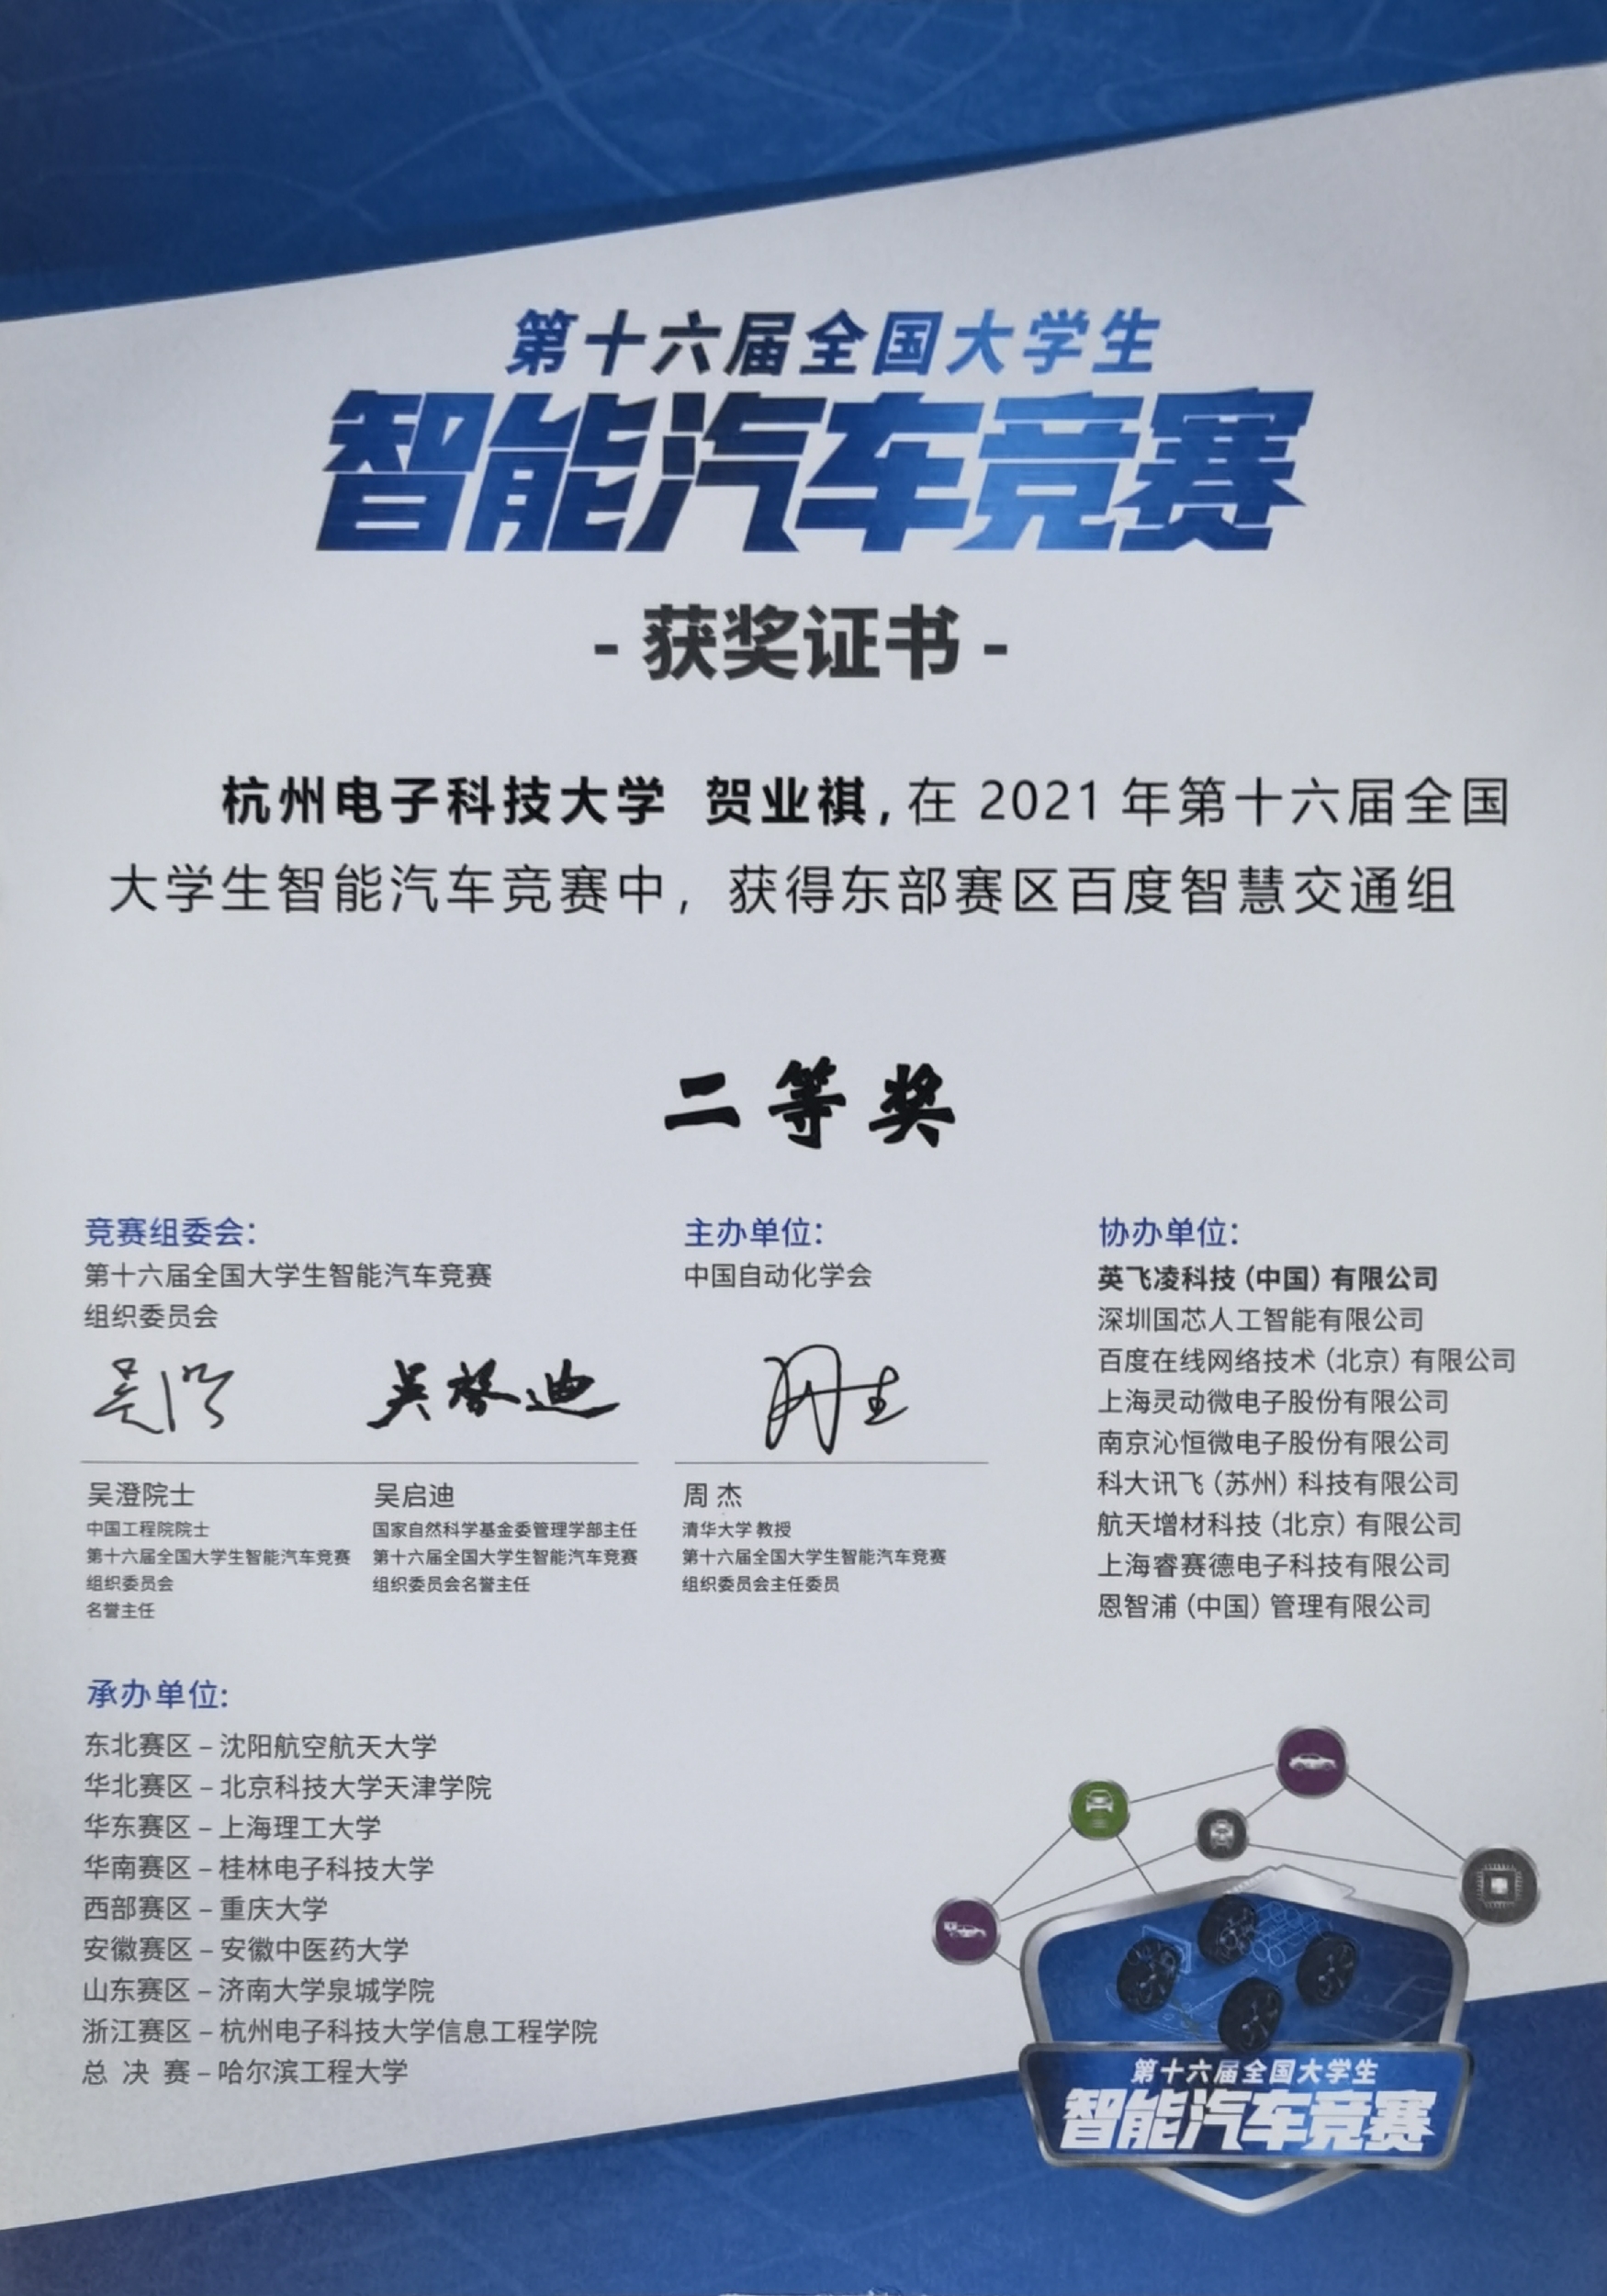 第十六届全国大学生
智能汽车竞赛
- 获奖证书 -
杭州电子科技大学 贺业祺,在 2021 年第十六届全国
大学生智能汽车竞赛中，获得东部赛区百度智慧交通组
二等奖
竞赛组委会：
第十六届全国大学生智能汽车竞赛
组织委员会
吴澄
吴启迪
吴澄院士
中国工程院院士
第十六届全国大学生智能汽车竞赛
组织委员会
名誉主任
吴启迪
国家自然科学基金委管理学部主任
第十六届全国大学生智能汽车竞赛
组织委员会名誉主任
主办单位：
中国自动化学会
周杰
周 杰
清华大学 教授
第十六届全国大学生智能汽车竞赛
组织委员会主任委员
协办单位：
英飞凌科技（中国）有限公司
深圳国芯人工智能有限公司
百度在线网络技术（北京）有限公司
上海灵动微电子股份有限公司
南京沁恒微电子股份有限公司
科大讯飞（苏州）科技有限公司
航天增材科技（北京）有限公司
上海睿赛德电子科技有限公司
恩智浦（中国）管理有限公司
承办单位：
东北赛区 – 沈阳航空航天大学
华北赛区 – 北京科技大学天津学院
华东赛区 – 上海理工大学
华南赛区 – 桂林电子科技大学
西部赛区 – 重庆大学
安徽赛区 – 安徽中医药大学
山东赛区 – 济南大学泉城学院
浙江赛区 – 杭州电子科技大学信息工程学院
总 决 赛 – 哈尔滨工程大学
第十六届全国大学生
智能汽车竞赛